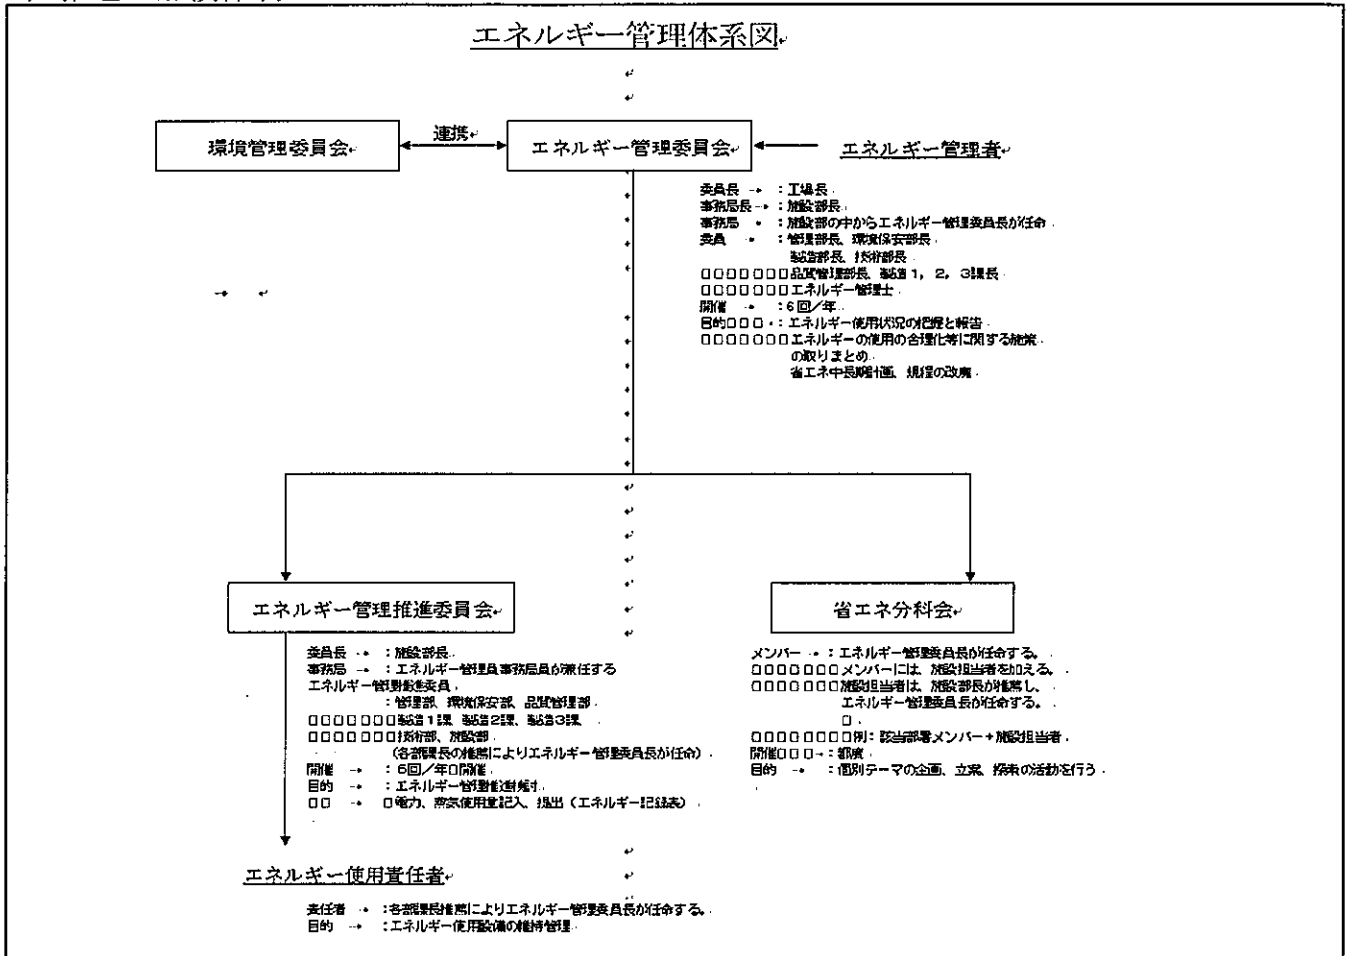 エネルギー管理体系図
環境管理委員会
連携
エネルギー管理委員会
エネルギー管理者
委員長 → ：工場長
事務局長→ ：施設部長
事務局 → ：施設部の中からエネルギー管理委員長が任命
委員 → ：管理部長、環境保安部長
製造部長、技術部長
□□□□□□□品質管理部長、製造1，2，3課長
□□□□□□□エネルギー管理士
開催 → ：6回／年
目的□□□→：エネルギー使用状況の把握と報告
□□□□□□□エネルギーの使用の合理化等に関する施策
の取りまとめ
省エネ中長期計画、規程の改廃
エネルギー管理推進委員会
委員長 → ：施設部長
事務局 → ：エネルギー管理員事務局員が兼任する
エネルギー管理推進委員
：管理部、環境保安部、品質管理部
□□□□□□□製造1課、製造2課、製造3課
□□□□□□□技術部、施設部
（各部課長の推薦によりエネルギー管理委員長が任命）
開催 → ：6回／年□開催
目的 → ：エネルギー管理推進検討
□□ → □電力、蒸気使用量記入、提出（エネルギー記録表）
省エネ分科会
メンバー → ：エネルギー管理委員長が任命する。
□□□□□□□メンバーには、施設担当者を加える。
□□□□□□□施設担当者は、施設部長が推薦し、
エネルギー管理委員長が任命する。
□
□□□□□□□□例：該当部署メンバー＋施設担当者
開催□□□→：都度
目的 → ：個別テーマの企画、立案、探索の活動を行う
エネルギー使用責任者
責任者 → ：各部課長推薦によりエネルギー管理委員長が任命する。
目的 → ：エネルギー使用設備の維持管理